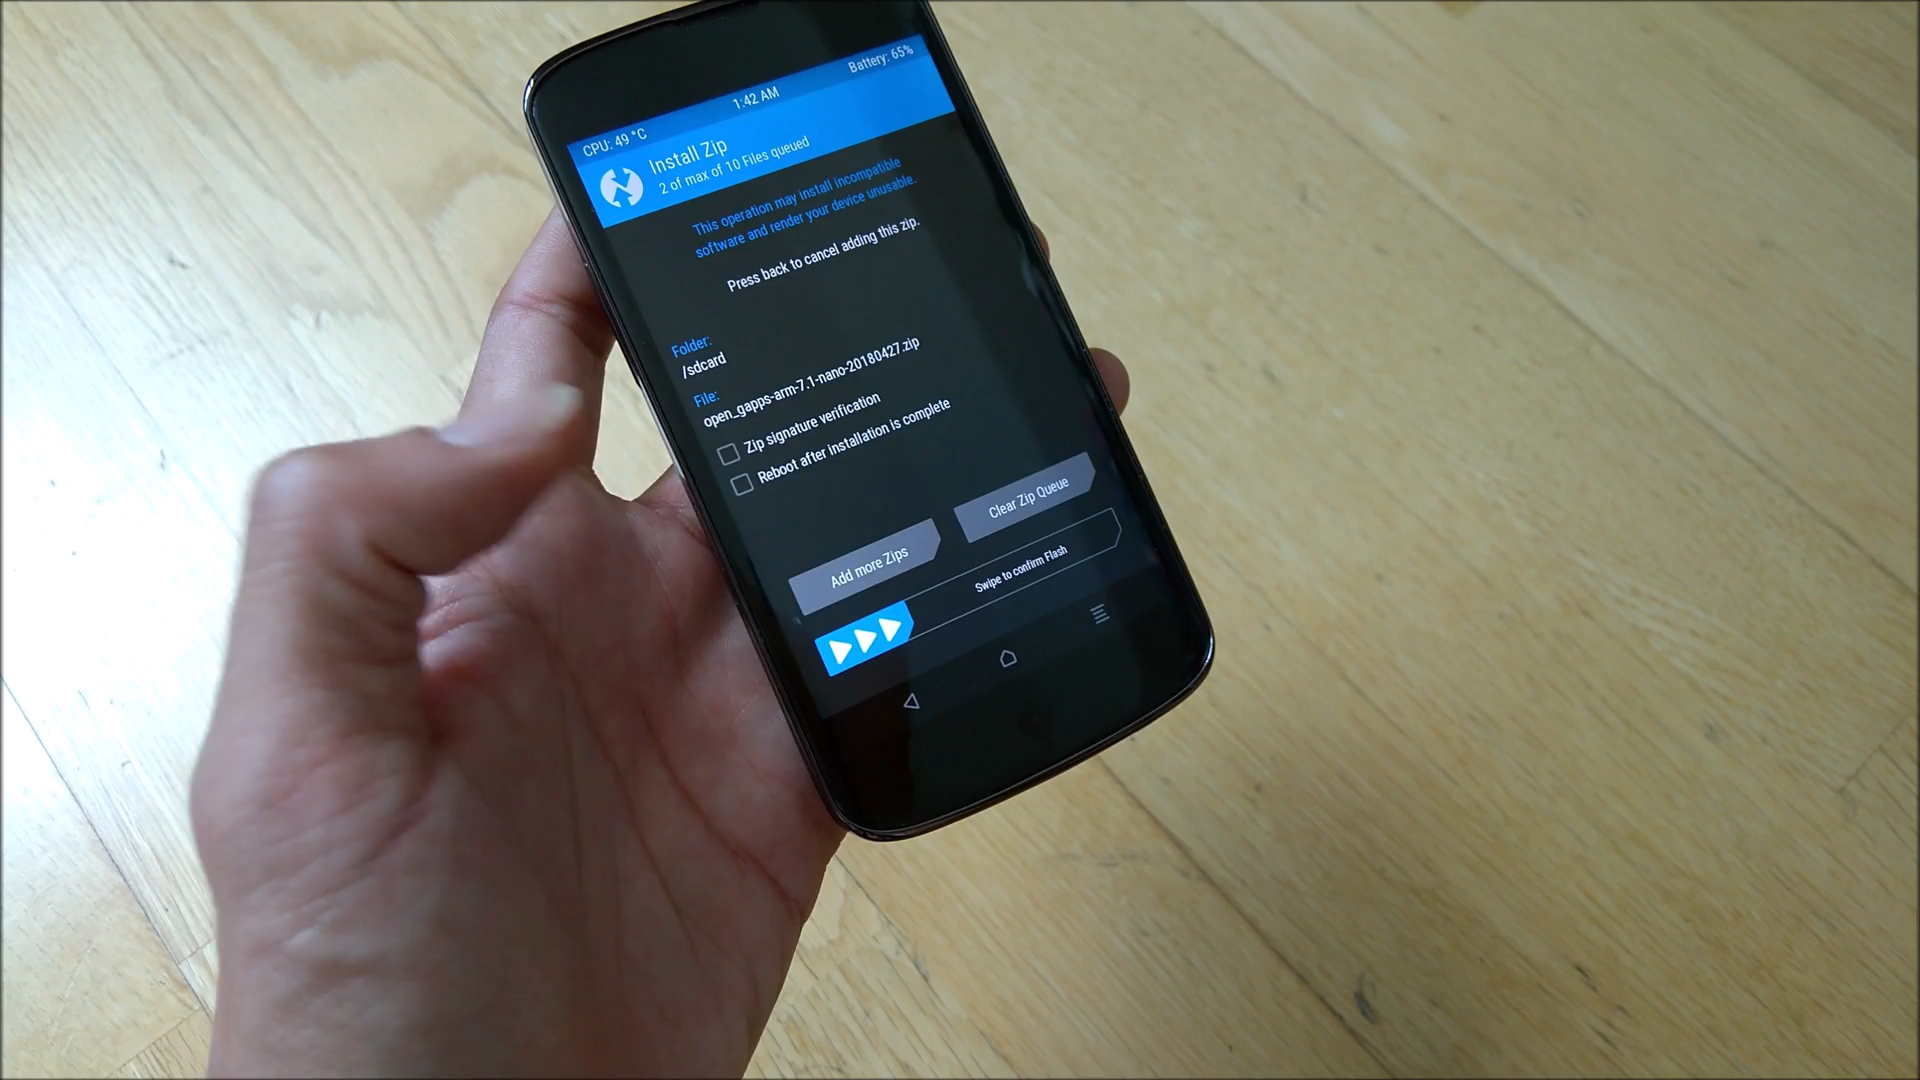 Battery: 65%
1:42 AM
CPU: 49 °C
Install Zip
2 of max of 10 Files queued
This operation may install incompatible
software and render your device unusable.
Press back to cancel adding this zip.
Folder:
/sdcard
File:
open_gapps-arm-7.1-nano-20180427.zip
Zip signature verification
Reboot after installation is complete
Add more Zips
Clear Zip Queue
Swipe to confirm Flash